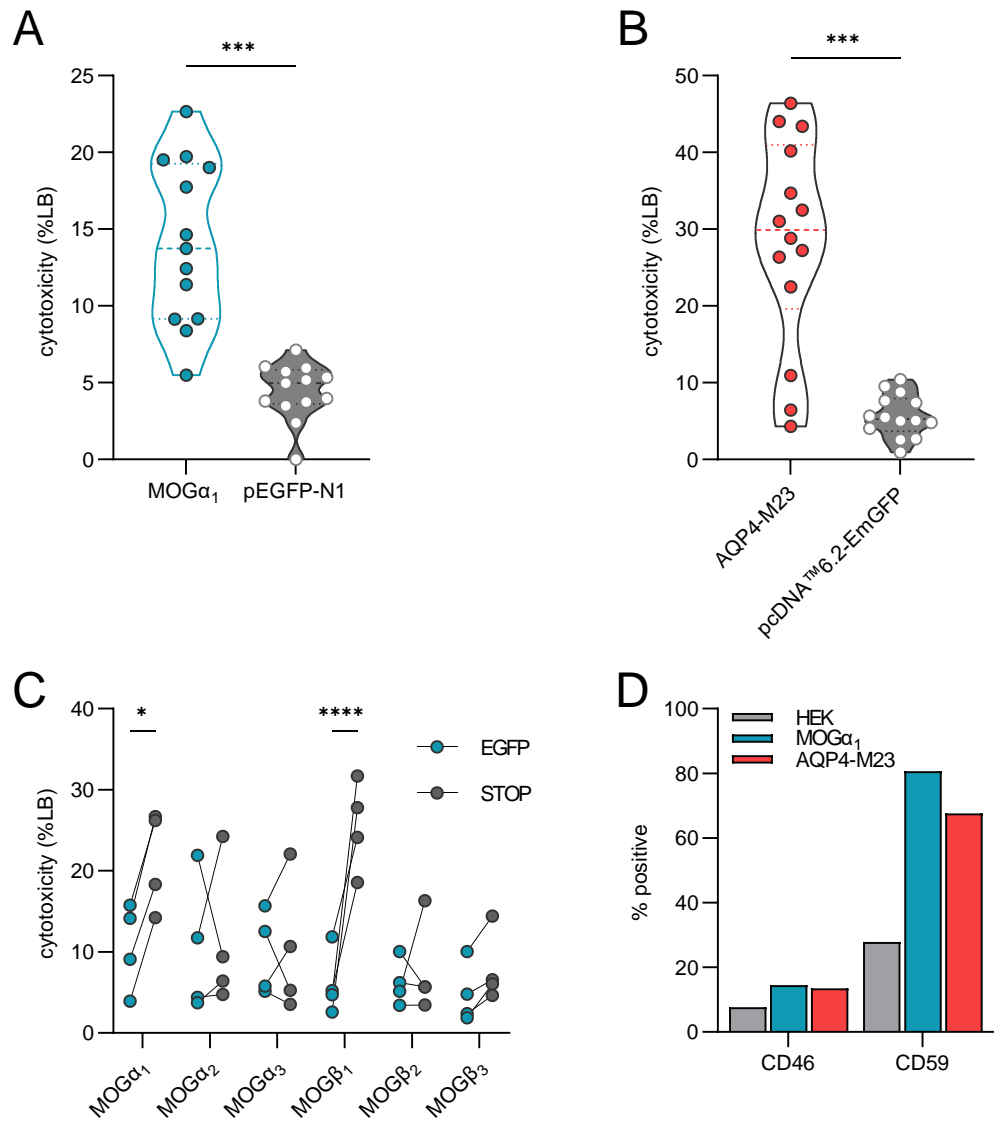 A
***
25
20
15
10
5
0
cytotoxicity (%LB)
MOGα1
pEGFP-N1
B
***
50
40
30
20
10
0
cytotoxicity (%LB)
AQP4-M23
pcDNA™6.2-EmGFP
C
*
****
40
30
20
10
0
cytotoxicity (%LB)
EGFP
STOP
MOGα1
MOGα2
MOGα3
MOGβ1
MOGβ2
MOGβ3
D
100
80
60
40
20
0
% positive
HEK
MOGα1
AQP4-M23
CD46
CD59